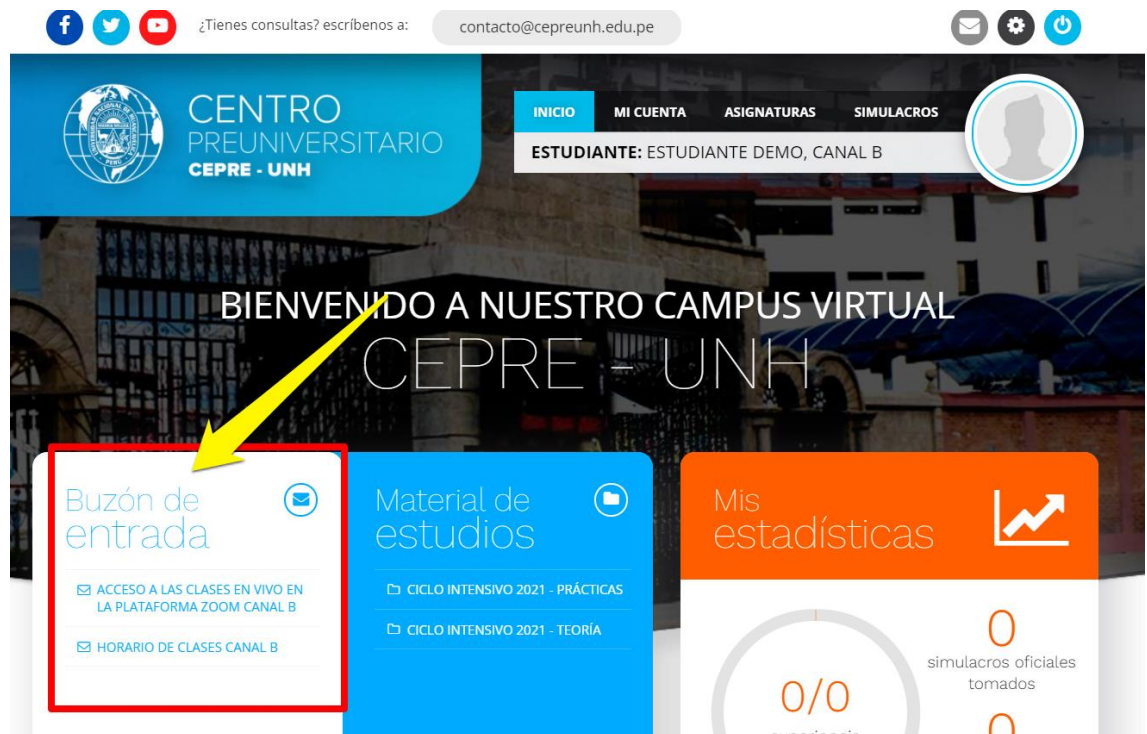 ¿Tienes consultas? escríbenos a:
contacto@cepreunh.edu.pe
CENTRO
PREUNIVERSITARIO
CEPRE - UNH
INICIO MI CUENTA ASIGNATURAS SIMULACROS
ESTUDIANTE: ESTUDIANTE DEMO, CANAL B
BIENVENIDO A NUESTRO CAMPUS VIRTUAL
CEPRE - UNH
Buzón de
entrada
ACCESO A LAS CLASES EN VIVO EN
LA PLATAFORMA ZOOM CANAL B
HORARIO DE CLASES CANAL B
Material de
estudios
CICLO INTENSIVO 2021 - PRÁCTICAS
CICLO INTENSIVO 2021 - TEORÍA
Mis
estadísticas
0/0
0
simulacros oficiales
tomados